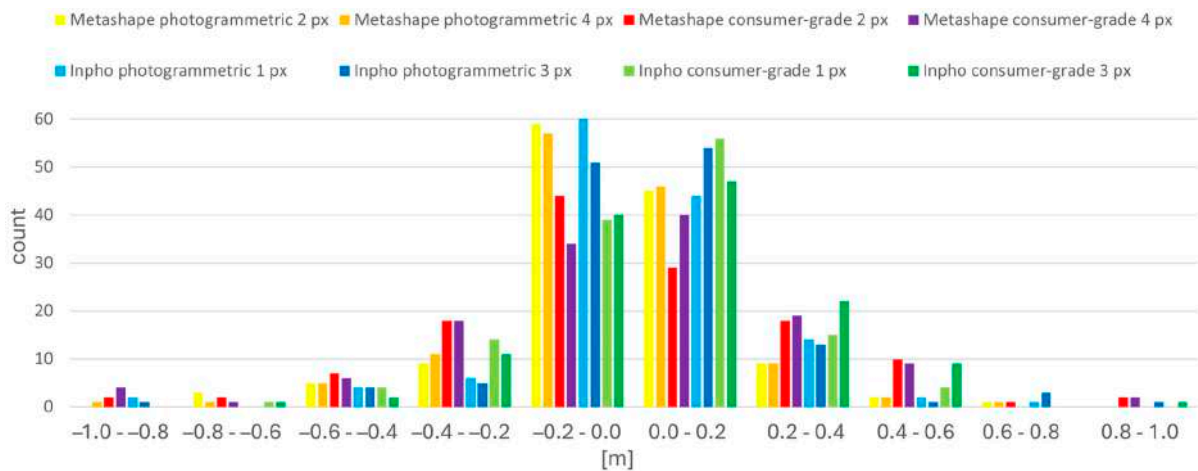 Metashape photogrammetric 2 px Metashape photogrammetric 4 px Metashape consumer-grade 2 px Metashape consumer-grade 4 px
Inpho photogrammetric 1 px Inpho photogrammetric 3 px Inpho consumer-grade 1 px Inpho consumer-grade 3 px
60
50
40
30
20
10
0
count
–1.0 - –0.8 –0.8 - –0.6 –0.6 - –0.4 –0.4 - –0.2 –0.2 - 0.0 0.0 - 0.2 0.2 - 0.4 0.4 - 0.6 0.6 - 0.8 0.8 - 1.0
[m]